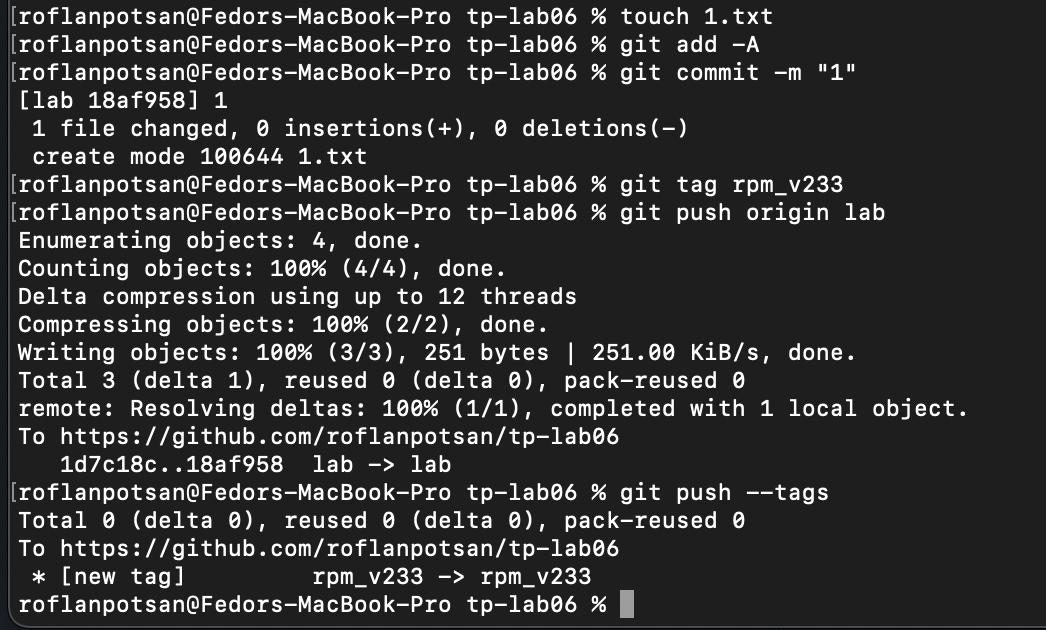 [roflanpotsan@Fedors-MacBook-Pro tp-lab06 % touch 1.txt
[roflanpotsan@Fedors-MacBook-Pro tp-lab06 % git add -A
[roflanpotsan@Fedors-MacBook-Pro tp-lab06 % git commit -m "1"
[lab 18af958] 1
 1 file changed, 0 insertions(+), 0 deletions(-)
 create mode 100644 1.txt
[roflanpotsan@Fedors-MacBook-Pro tp-lab06 % git tag rpm_v233
[roflanpotsan@Fedors-MacBook-Pro tp-lab06 % git push origin lab
Enumerating objects: 4, done.
Counting objects: 100% (4/4), done.
Delta compression using up to 12 threads
Compressing objects: 100% (2/2), done.
Writing objects: 100% (3/3), 251 bytes | 251.00 KiB/s, done.
Total 3 (delta 1), reused 0 (delta 0), pack-reused 0
remote: Resolving deltas: 100% (1/1), completed with 1 local object.
To https://github.com/roflanpotsan/tp-lab06
   1d7c18c..18af958  lab -> lab
[roflanpotsan@Fedors-MacBook-Pro tp-lab06 % git push --tags
Total 0 (delta 0), reused 0 (delta 0), pack-reused 0
To https://github.com/roflanpotsan/tp-lab06
 * [new tag]         rpm_v233 -> rpm_v233
roflanpotsan@Fedors-MacBook-Pro tp-lab06 %